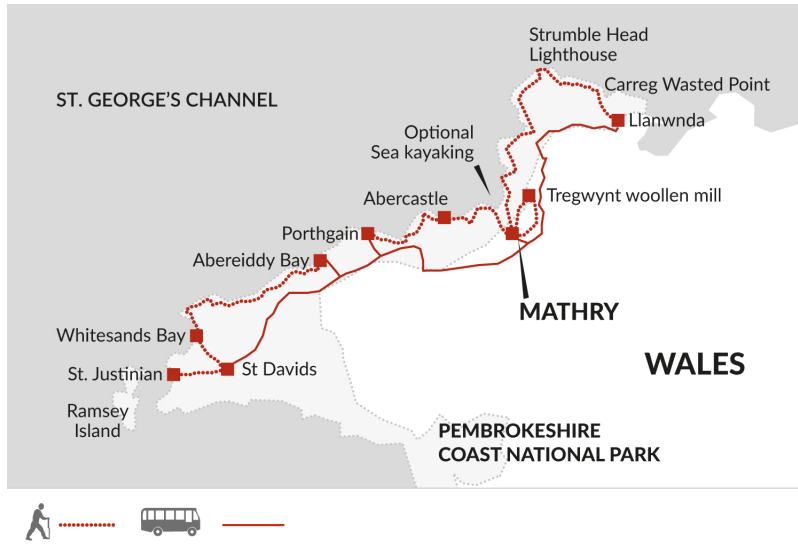 Strumble Head
Lighthouse
Carreg Wasted Point
ST. GEORGE'S CHANNEL
Llanwnda
Optional
Sea kayaking
Abercastle
Tregwynt woollen mill
Porthgain
Abereiddy Bay
MATHRY
Whitesands Bay
WALES
St. Justinian
St Davids
Ramsey
Island
PEMBROKESHIRE
COAST NATIONAL PARK